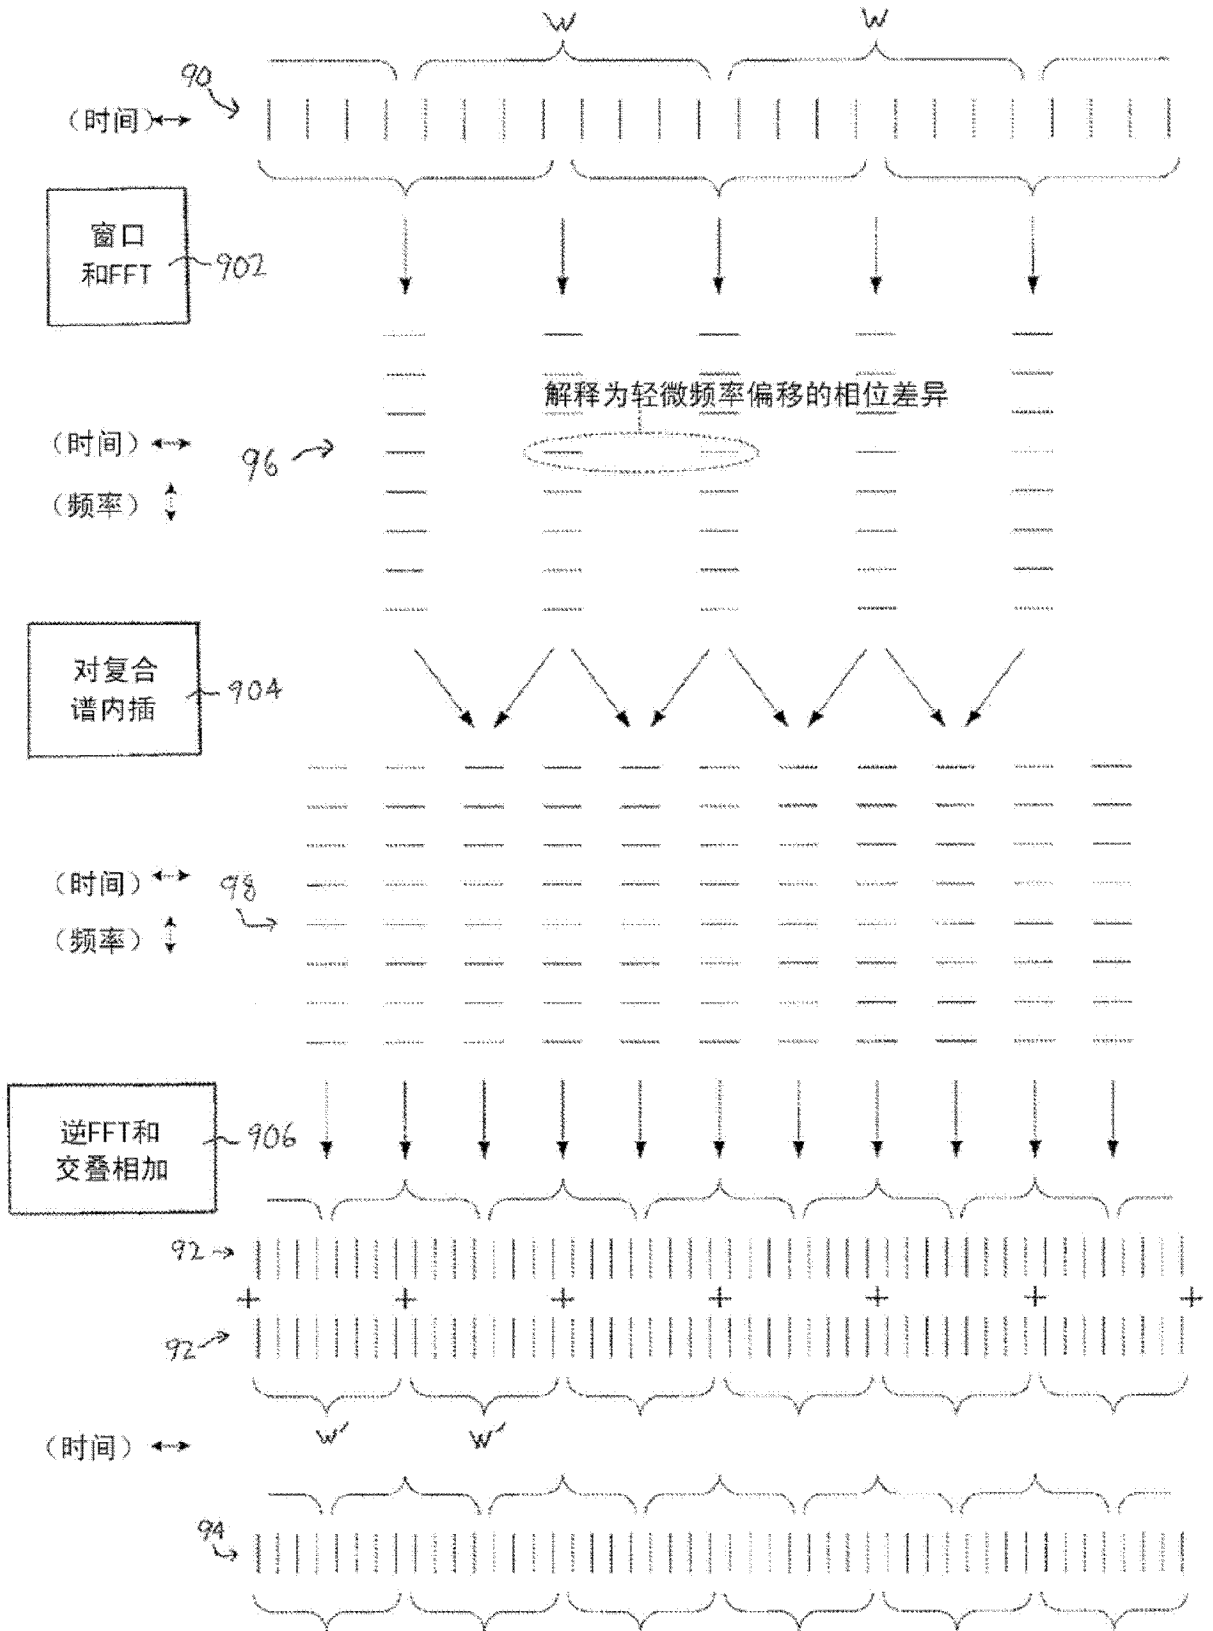 W W
90
（时间）
窗口
和FFT
902
解释为轻微频率偏移的相位差异
（时间）
96
（频率）
对复合
谱内插
904
（时间）
98
（频率）
逆FFT和
交叠相加
906
92
+ + + + + + +
92
W′ W′
（时间）
94